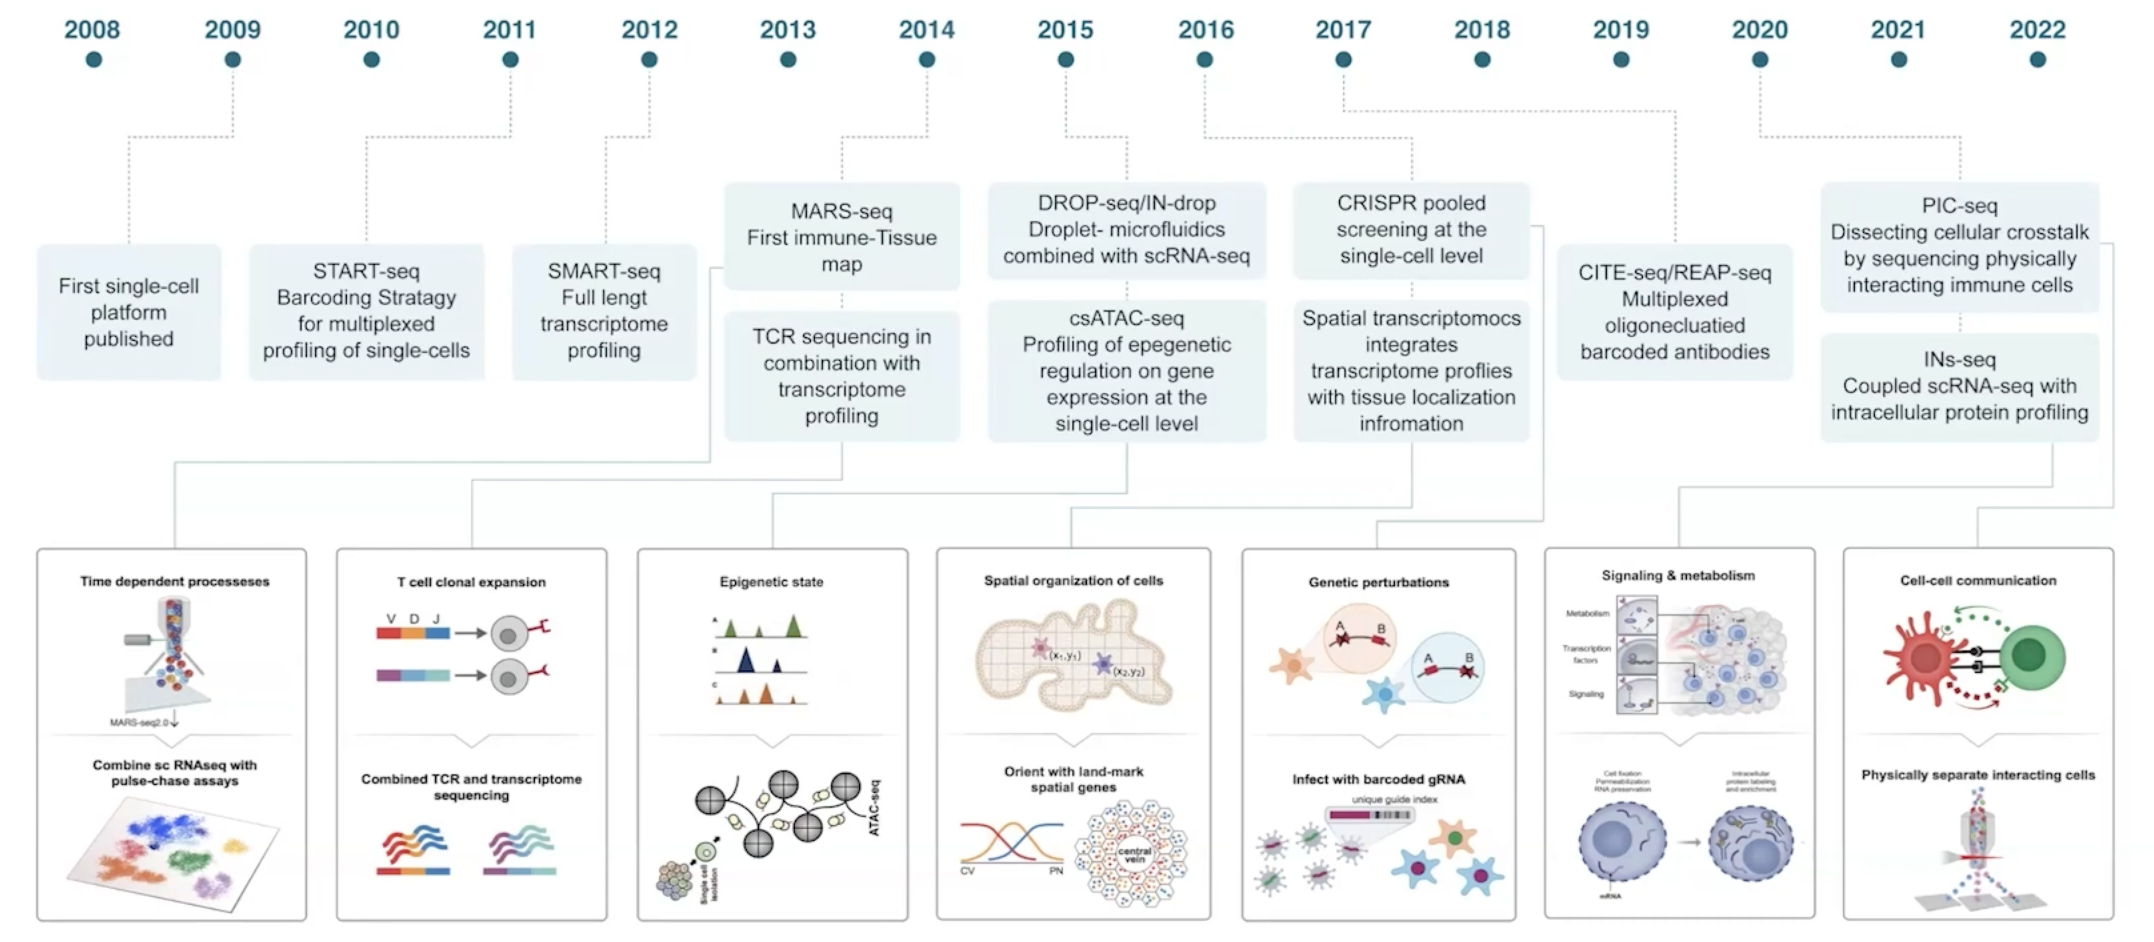 2008
2009
2010
2011
2012
2013
2014
2015
2016
2017
2018
2019
2020
2021
2022
First single-cell
platform
published
START-seq
Barcoding Stratagy
for multiplexed
profiling of single-cells
SMART-seq
Full lengt
transcriptome
profiling
MARS-seq
First immune-Tissue
map
TCR sequencing in
combination with
transcriptome
profiling
DROP-seq/IN-drop
Droplet- microfluidics
combined with scRNA-seq
csATAC-seq
Profiling of epegenetic
regulation on gene
expression at the
single-cell level
CRISPR pooled
screening at the
single-cell level
Spatial transcriptomocs
integrates
transcriptome proflies
with tissue localization
infromation
CITE-seq/REAP-seq
Multiplexed
oligonecluatied
barcoded antibodies
PIC-seq
Dissecting cellular crosstalk
by sequencing physically
interacting immune cells
INs-seq
Coupled scRNA-seq with
intracellular protein profiling
Time dependent processeses
MARS-seq2.0
Combine sc RNAseq with
pulse-chase assays
T cell clonal expansion
V D J
Combined TCR and transcriptome
sequencing
Epigenetic state
A
B
C
ATAC-seq
Single cell
isolation
Spatial organization of cells
(x₁,y₁)
(x₂,y₂)
Orient with land-mark
spatial genes
CV
PN
central
vein
Genetic perturbations
A
B
A
B
Infect with barcoded gRNA
unique guide index
Signaling & metabolism
Metabolism
Transcription
factors
Signaling
Cell fixation
Permeabilization
RNA preservation
Intracellular
protein labeling
and enrichment
mRNA
Cell-cell communication
Physically separate interacting cells